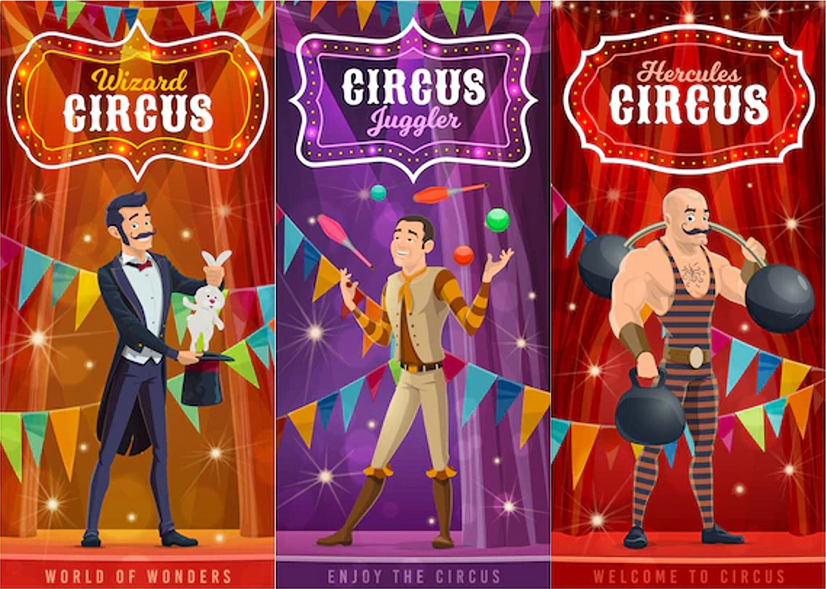 Wizard
CIRCUS
WORLD OF WONDERS
CIRCUS
Juggler
ENJOY THE CIRCUS
Hercules
CIRCUS
WELCOME TO CIRCUS